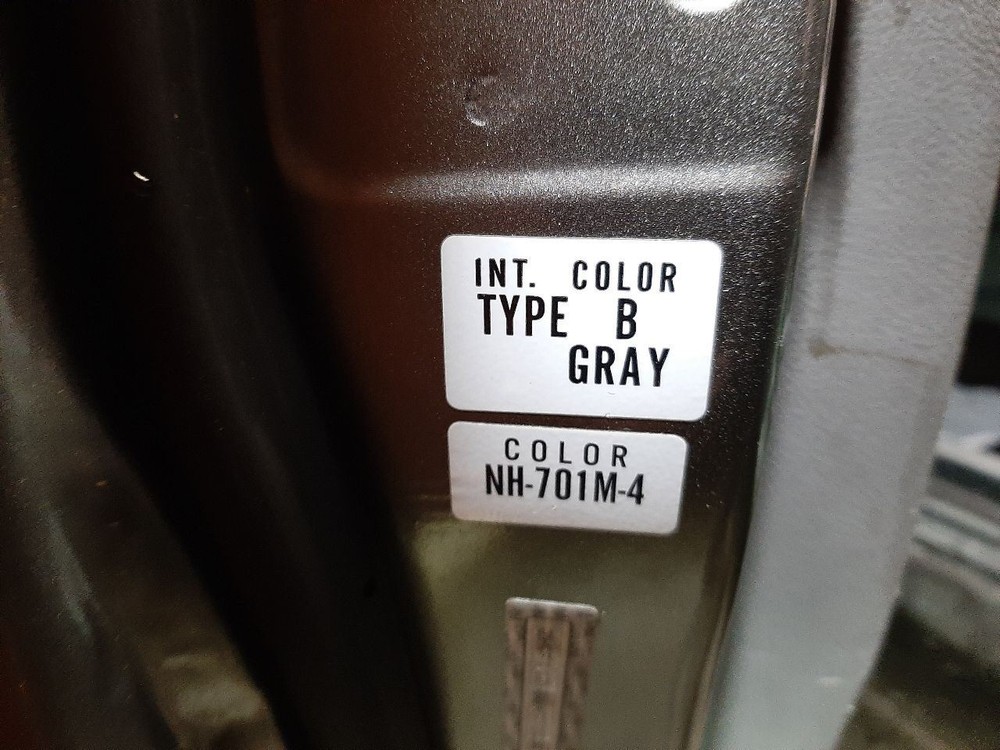 INT. COLOR
TYPE B
GRAY
COLOR
NH-701M-4